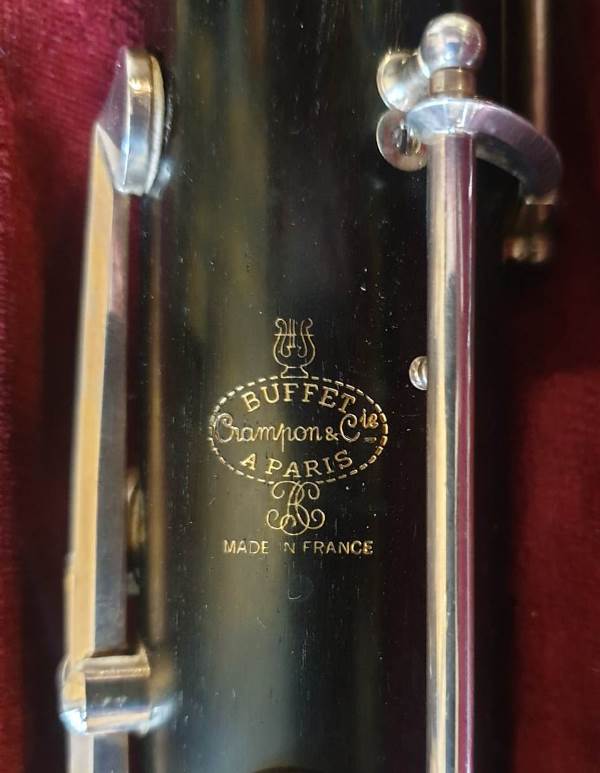 BUFFET
Crampon & Cie
A PARIS
MADE IN FRANCE